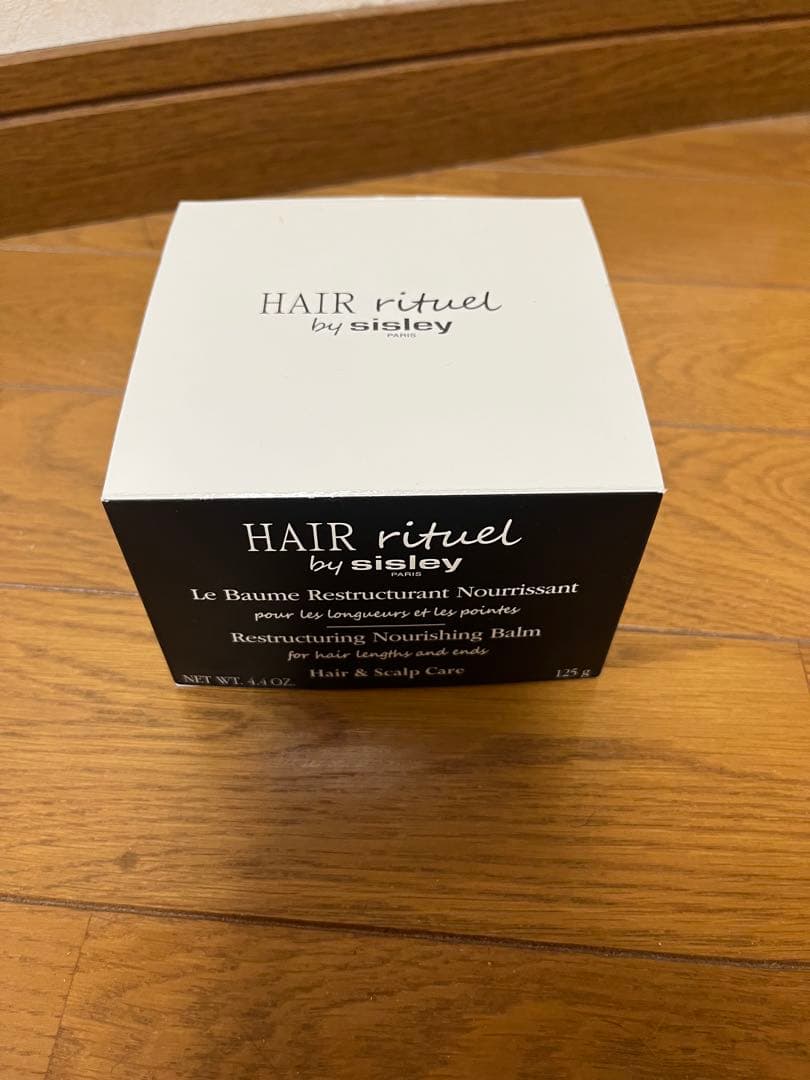 HAIR rituel
by sisley
PARIS
HAIR rituel
by sisley
PARIS
Le Baume Restructurant Nourrissant
pour les longueurs et les pointes
Restructuring Nourishing Balm
for hair lengths and ends
Hair & Scalp Care
NET WT. 4.4 OZ. 125 g